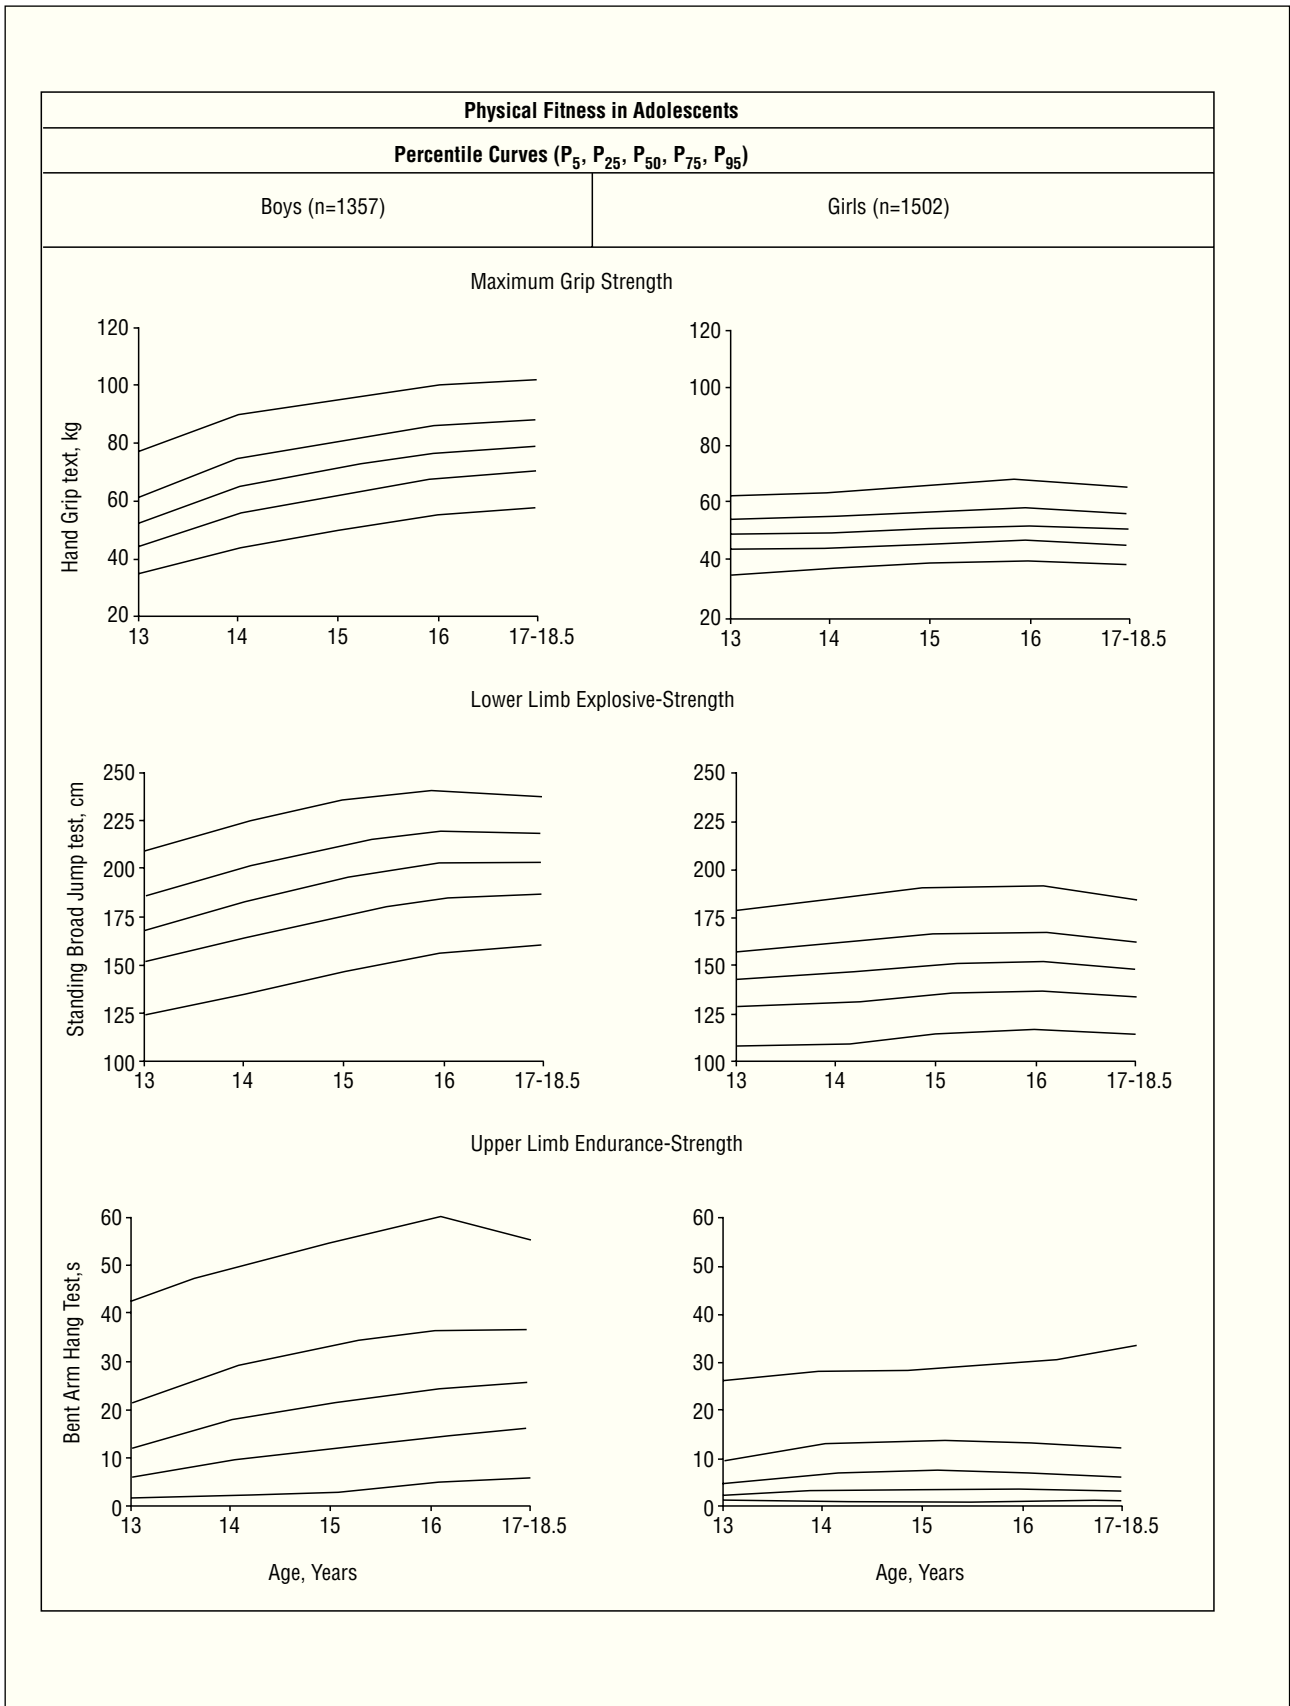 Physical Fitness in Adolescents
Percentile Curves (P5, P25, P50, P75, P95)
Boys (n=1357)
Girls (n=1502)
Maximum Grip Strength
Hand Grip text, kg
120
100
80
60
40
20
13 14 15 16 17-18.5
120
100
80
60
40
20
13 14 15 16 17-18.5
Lower Limb Explosive-Strength
Standing Broad Jump test, cm
250
225
200
175
150
125
100
13 14 15 16 17-18.5
250
225
200
175
150
125
100
13 14 15 16 17-18.5
Upper Limb Endurance-Strength
Bent Arm Hang Test,s
60
50
40
30
20
10
0
13 14 15 16 17-18.5
Age, Years
60
50
40
30
20
10
0
13 14 15 16 17-18.5
Age, Years